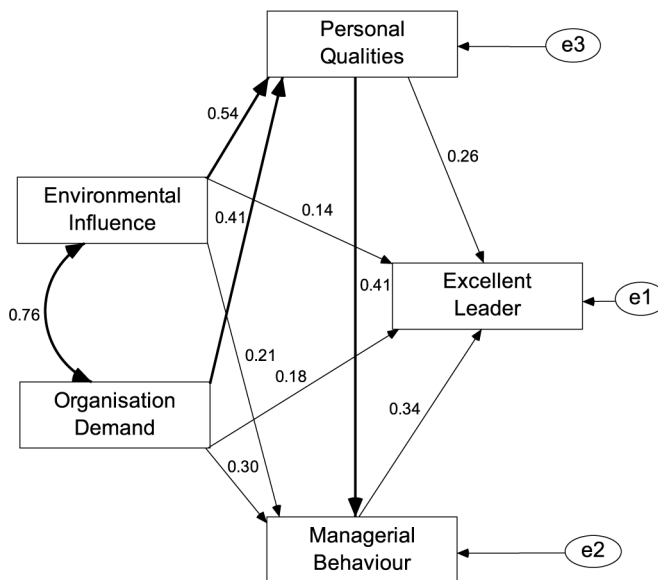 Personal
Qualities
e3
0.54
0.26
Environmental
Influence
0.41
0.14
Excellent
Leader
0.41
e1
0.76
0.21
0.18
Organisation
Demand
0.34
0.30
Managerial
Behaviour
e2